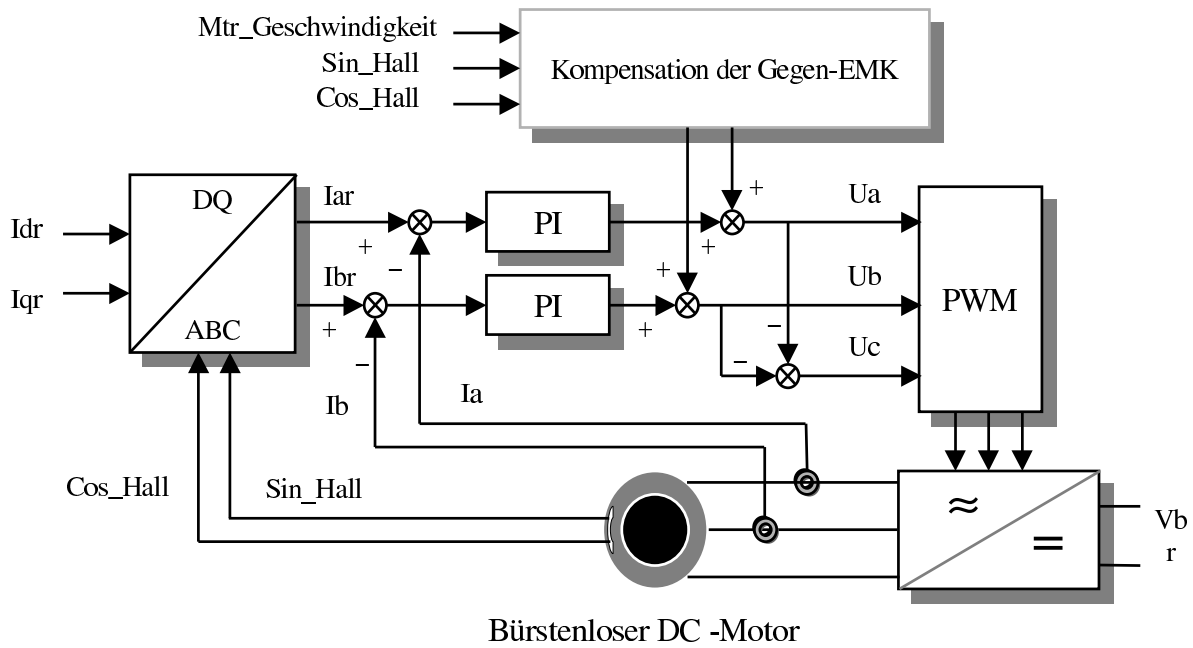 Mtr_Geschwindigkeit
Sin_Hall
Cos_Hall
Kompensation der Gegen-EMK
DQ
ABC
Idr
Iqr
Iar
+
−
Ibr
+
−
PI
PI
+
+
+
+
Ua
Ub
−
−
Uc
PWM
Ib
Ia
Cos_Hall
Sin_Hall
≈
=
Vb
r
Bürstenloser DC -Motor